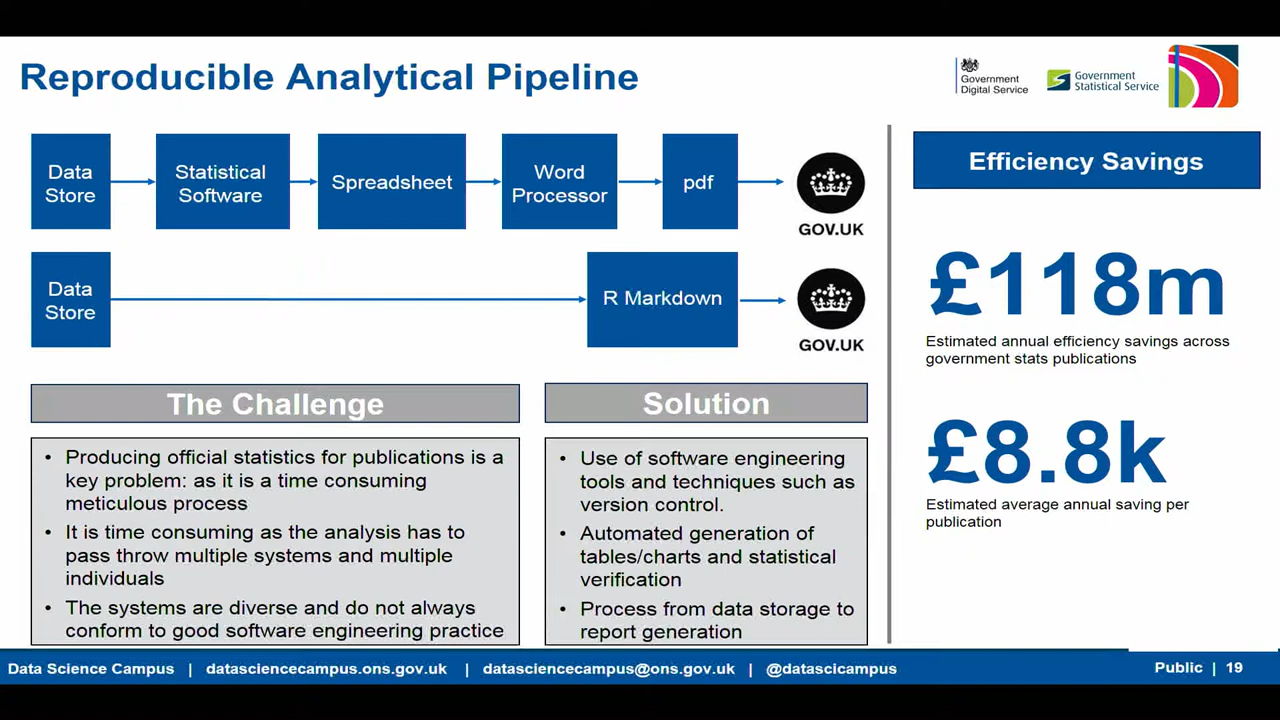 Reproducible Analytical Pipeline
Government
Digital Service
Government
Statistical Service
Data
Store
Statistical
Software
Spreadsheet
Word
Processor
pdf
GOV.UK
Data
Store
R Markdown
GOV.UK
The Challenge
• Producing official statistics for publications is a
key problem: as it is a time consuming
meticulous process
• It is time consuming as the analysis has to
pass throw multiple systems and multiple
individuals
• The systems are diverse and do not always
conform to good software engineering practice
Solution
• Use of software engineering
tools and techniques such as
version control.
• Automated generation of
tables/charts and statistical
verification
• Process from data storage to
report generation
Efficiency Savings
£118m
Estimated annual efficiency savings across
government stats publications
£8.8k
Estimated average annual saving per
publication
Data Science Campus | datasciencecampus.ons.gov.uk | datasciencecampus@ons.gov.uk | @datascicampus
Public | 19